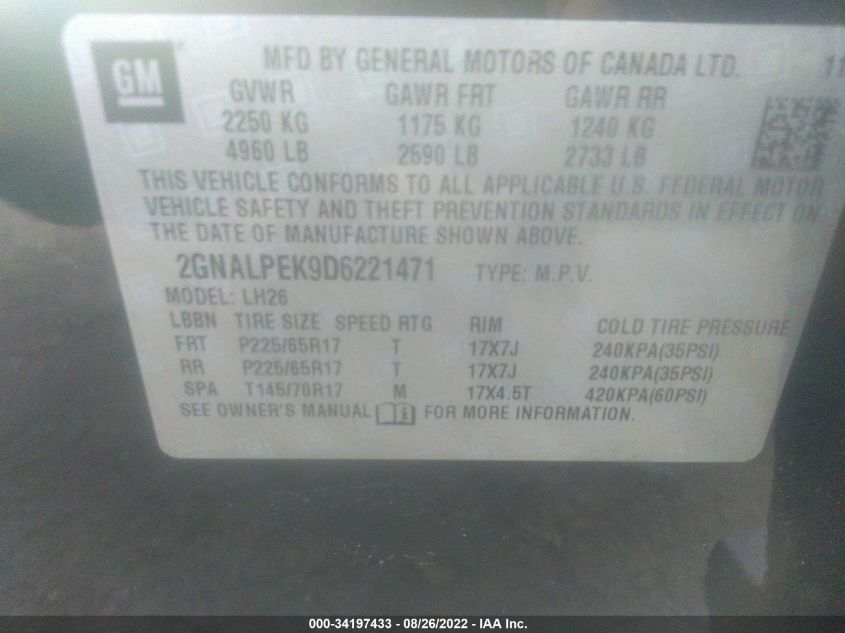 GM MFD BY GENERAL MOTORS OF CANADA LTD. 11
GVWR GAWR FRT GAWR RR
2250 KG 1175 KG 1240 KG
4960 LB 2590 LB 2733 LB
THIS VEHICLE CONFORMS TO ALL APPLICABLE U.S. FEDERAL MOTOR
VEHICLE SAFETY AND THEFT PREVENTION STANDARDS IN EFFECT ON
THE DATE OF MANUFACTURE SHOWN ABOVE.
2GNALPEK9D6221471 TYPE: M.P.V.
MODEL: LH26
LBBN TIRE SIZE SPEED RTG RIM COLD TIRE PRESSURE
FRT P225/65R17 T 17X7J 240KPA(35PSI)
RR P225/65R17 T 17X7J 240KPA(35PSI)
SPA T145/70R17 M 17X4.5T 420KPA(60PSI)
SEE OWNER'S MANUAL FOR MORE INFORMATION.
000-34197433 - 08/26/2022 - IAA Inc.